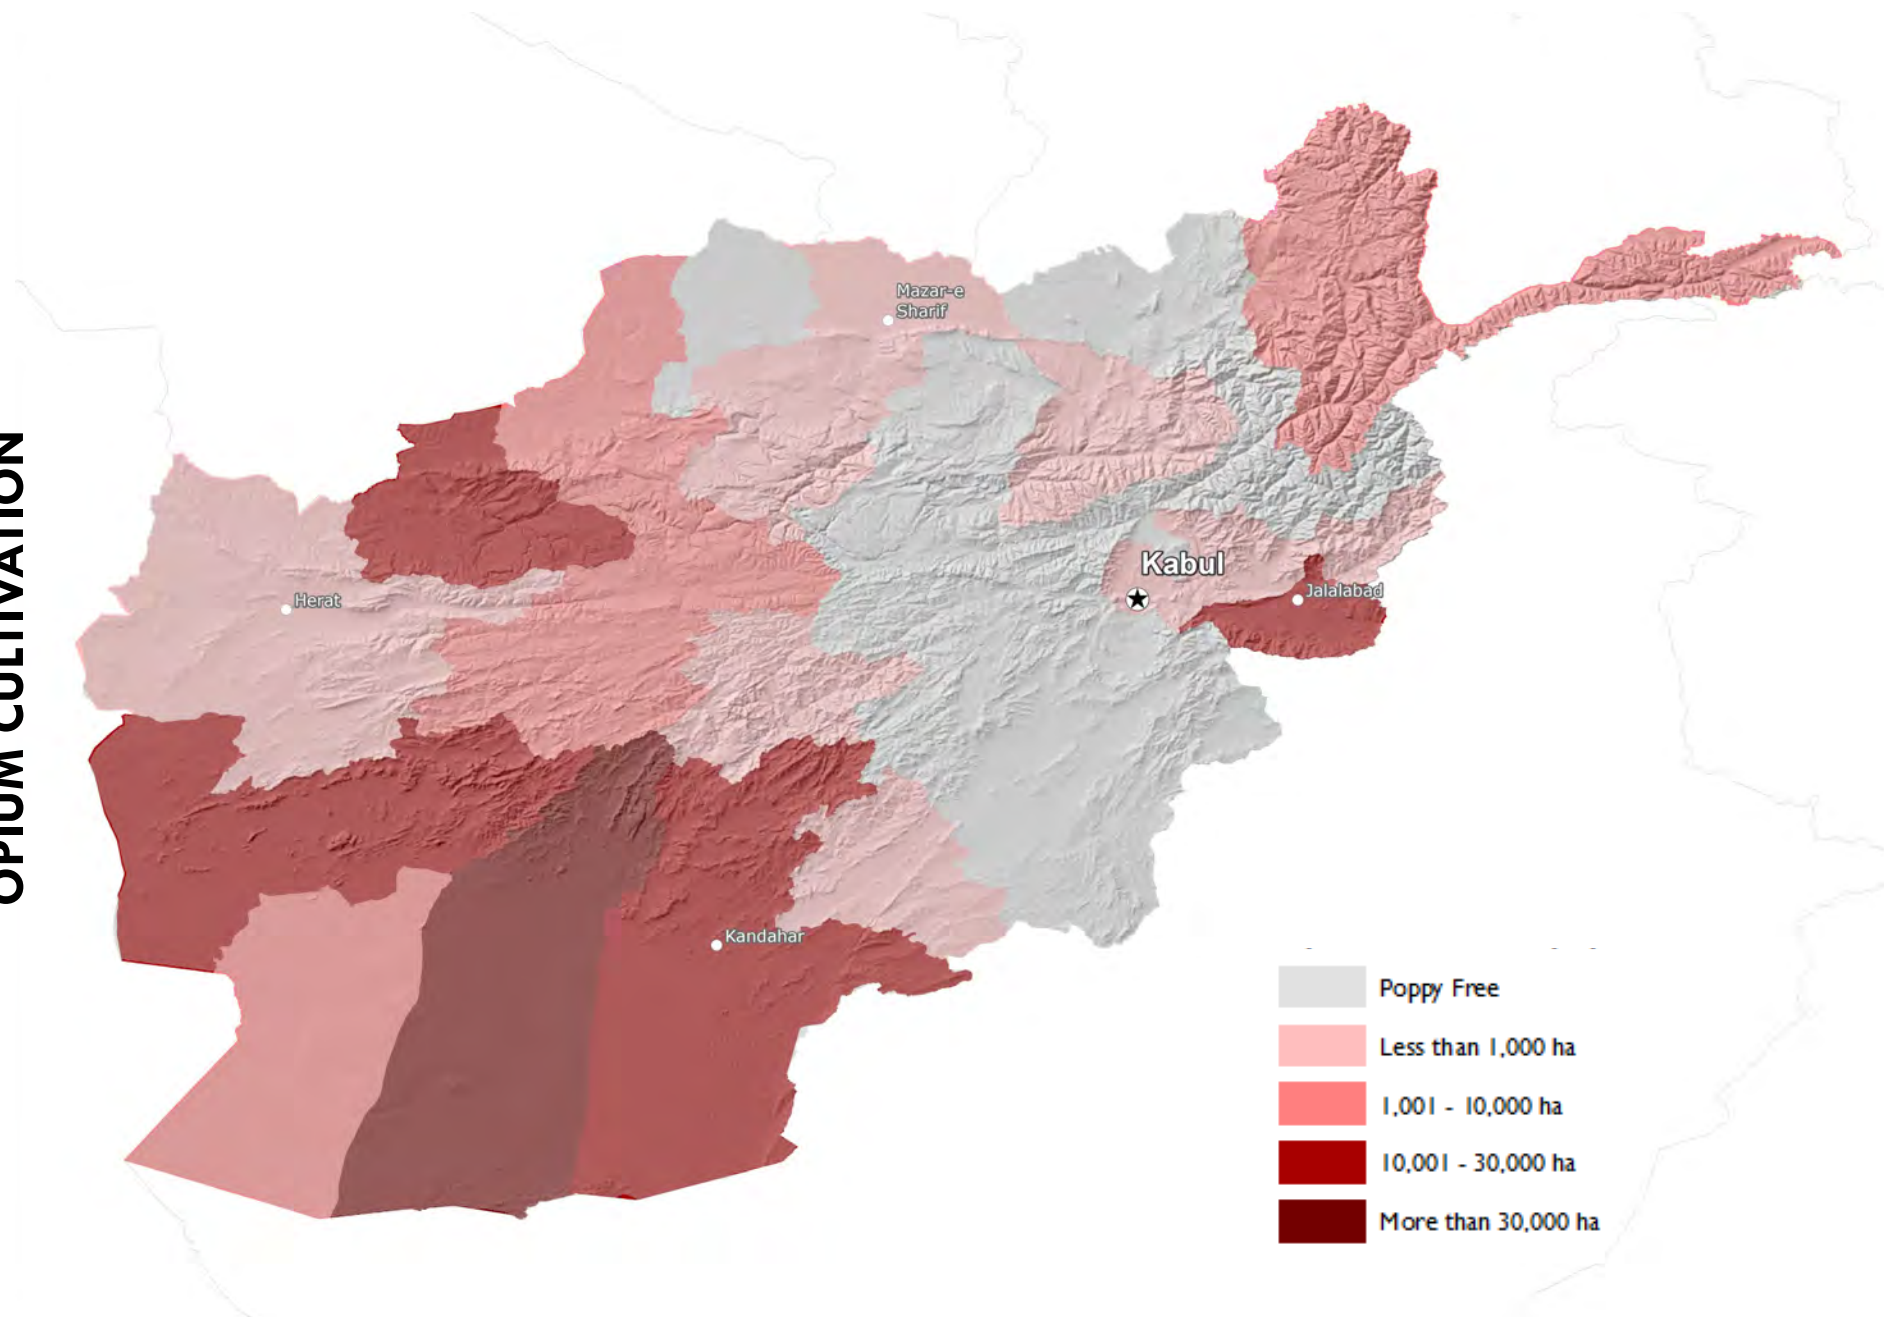 OPIUM CULTIVATION
Mazar-e
Sharif
Kabul
Jalalabad
Herat
Kandahar
Poppy Free
Less than 1,000 ha
1,001 - 10,000 ha
10,001 - 30,000 ha
More than 30,000 ha